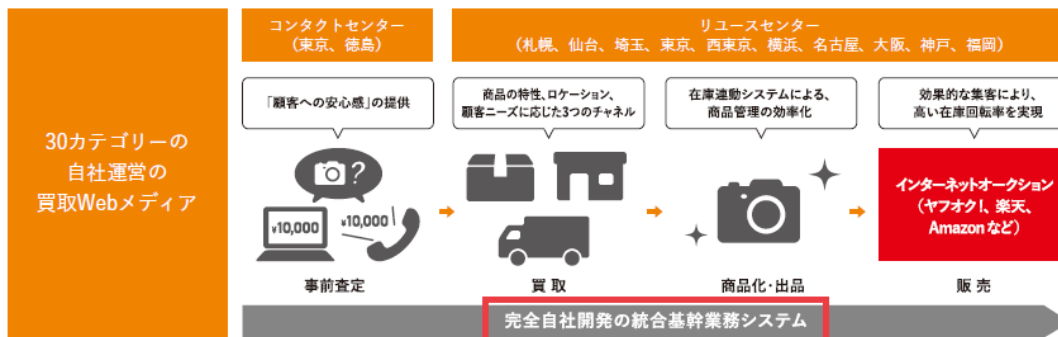 30カテゴリーの
自社運営の
買取Webメディア
コンタクトセンター
(東京、徳島)
リユースセンター
(札幌、仙台、埼玉、東京、西東京、横浜、名古屋、大阪、神戸、福岡)
「顧客への安心感」の提供
商品の特性、ロケーション、
顧客ニーズに応じた3つのチャネル
在庫連動システムによる、
商品管理の効率化
効果的な集客により、
高い在庫回転率を実現
?
¥10,000
¥10,000
インターネットオークション
(ヤフオク!、楽天、
Amazonなど)
事前査定
買取
商品化・出品
販売
完全自社開発の統合基幹業務システム